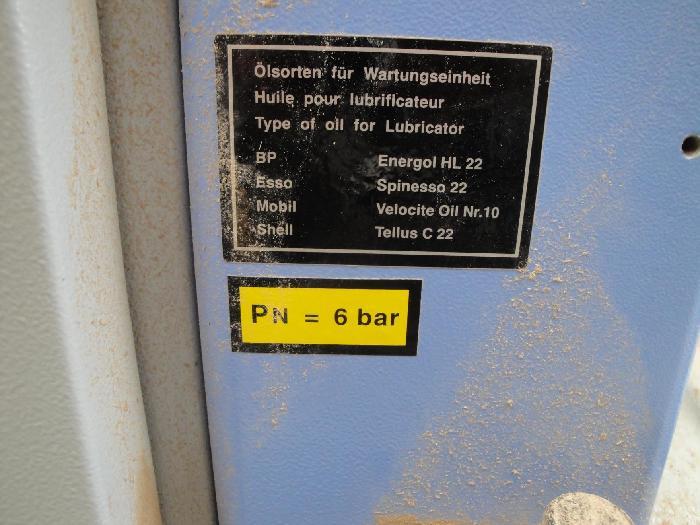 Ölsorten für Wartungseinheit
Huile pour lubrificateur
Type of oil for Lubricator
BP Energol HL 22
Esso Spinesso 22
Mobil Velocite Oil Nr.10
Shell Tellus C 22
PN = 6 bar